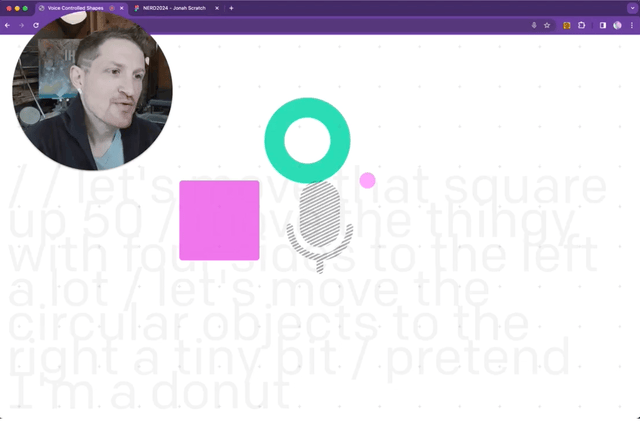 Voice Controlled Shapes
NERD2024 - Jonah Scratch
/ / let's move that square
up 50 / move the thihgy
with four sides to the left
a lot / let's move the
circular objects to the
right a tiny bit / pretend
I'm a donut